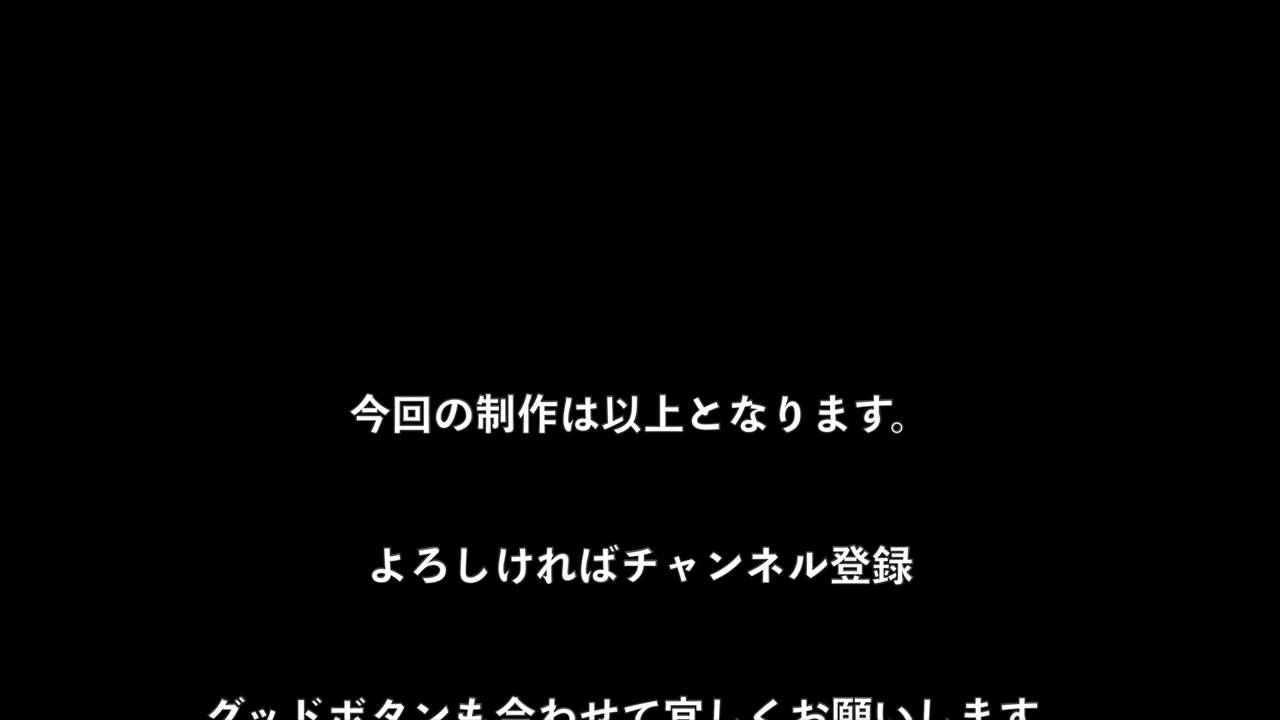 今回の制作は以上となります。
よろしければチャンネル登録
グッドボタンも合わせて宜しくお願いします